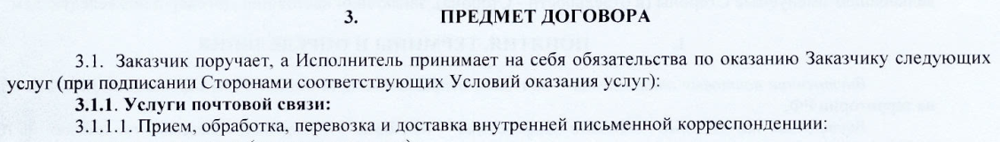 3. ПРЕДМЕТ ДОГОВОРА
3.1. Заказчик поручает, а Исполнитель принимает на себя обязательства по оказанию Заказчику следующих
услуг (при подписании Сторонами соответствующих Условий оказания услуг):
3.1.1. Услуги почтовой связи:
3.1.1.1. Прием, обработка, перевозка и доставка внутренней письменной корреспонденции: